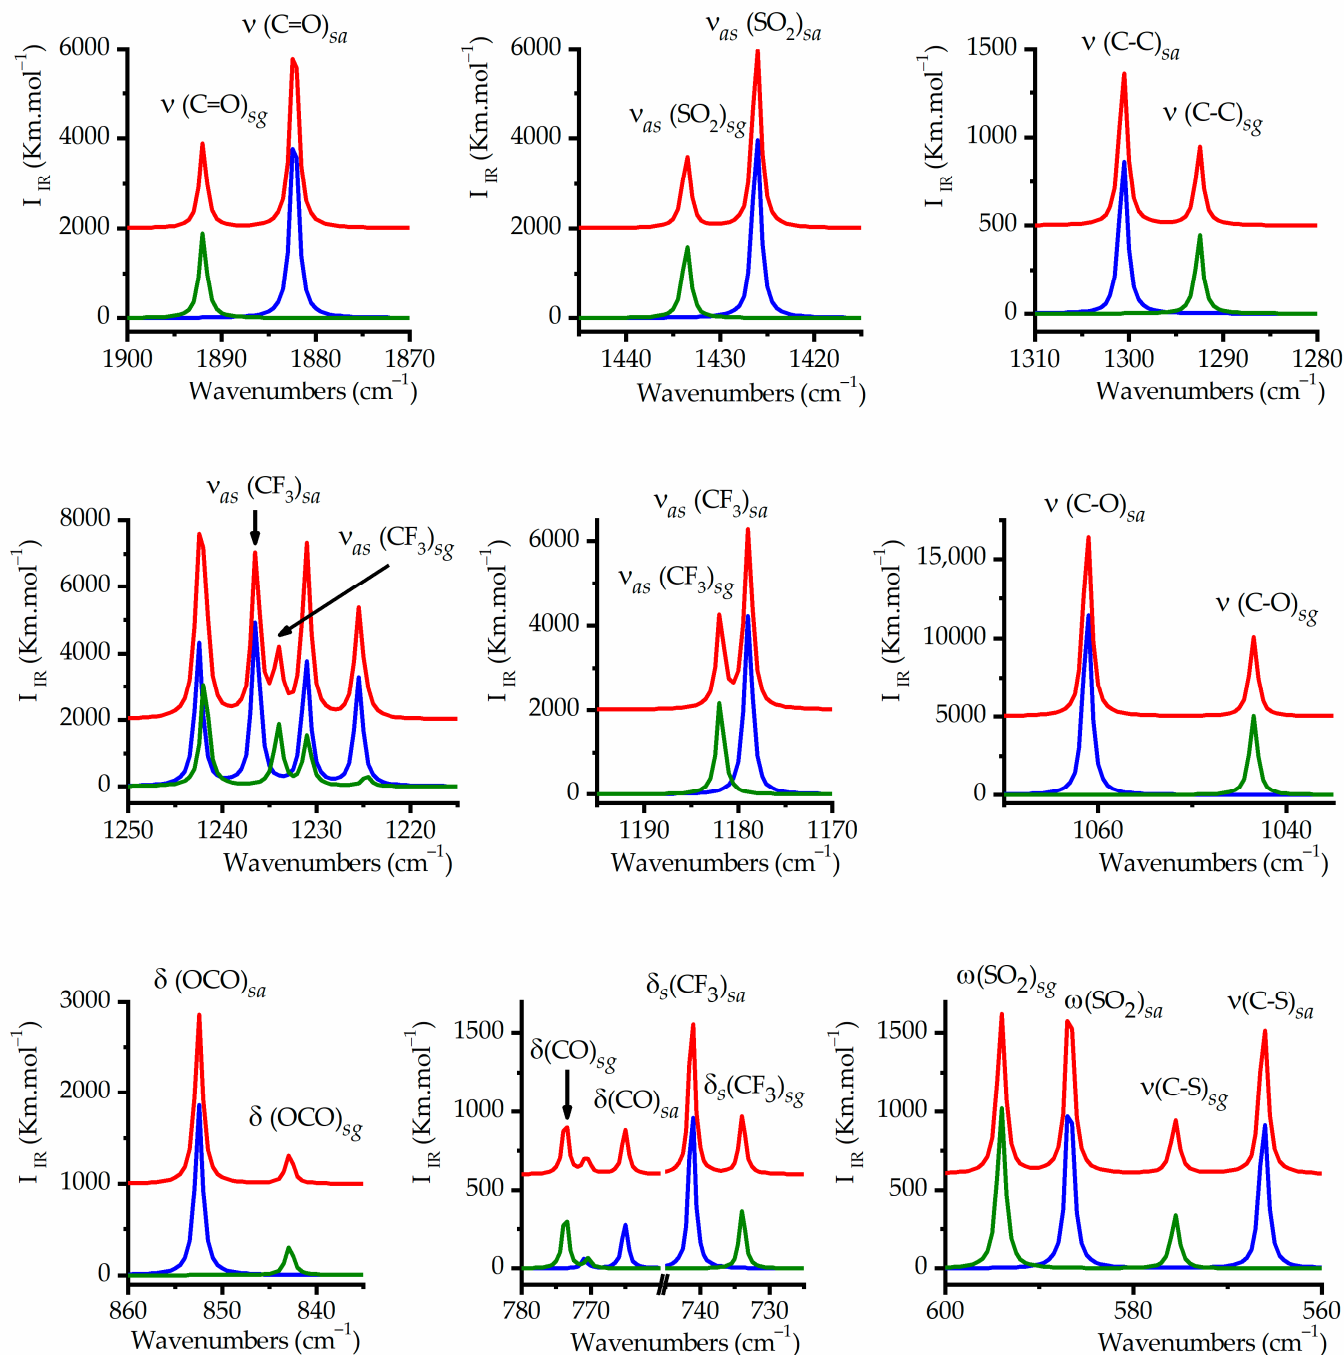 ν (C=O)sa
ν (C=O)sg
I IR (Km.mol⁻¹)
6000
4000
2000
0
1900 1890 1880 1870
Wavenumbers (cm⁻¹)
νas (SO₂)sa
νas (SO₂)sg
I IR (Km.mol⁻¹)
6000
4000
2000
0
1440 1430 1420
Wavenumbers (cm⁻¹)
ν (C-C)sa
ν (C-C)sg
I IR (Km.mol⁻¹)
1500
1000
500
0
1310 1300 1290 1280
Wavenumbers (cm⁻¹)
νas (CF₃)sa
νas (CF₃)sg
I IR (Km.mol⁻¹)
8000
6000
4000
2000
0
1250 1240 1230 1220
Wavenumbers (cm⁻¹)
νas (CF₃)sa
νas (CF₃)sg
I IR (Km.mol⁻¹)
6000
4000
2000
0
1190 1180 1170
Wavenumbers (cm⁻¹)
ν (C-O)sa
ν (C-O)sg
I IR (Km.mol⁻¹)
15,000
10000
5000
0
1060 1040
Wavenumbers (cm⁻¹)
δ (OCO)sa
δ (OCO)sg
I IR (Km.mol⁻¹)
3000
2000
1000
0
860 850 840
Wavenumbers (cm⁻¹)
δs(CF₃)sa
δ(CO)sg
δ(CO)sa
δs(CF₃)sg
I IR (Km.mol⁻¹)
1500
1000
500
0
780 770 740 730
Wavenumbers (cm⁻¹)
ω(SO₂)sg
ω(SO₂)sa
ν(C-S)sa
ν(C-S)sg
I IR (Km.mol⁻¹)
1500
1000
500
0
600 580 560
Wavenumbers (cm⁻¹)